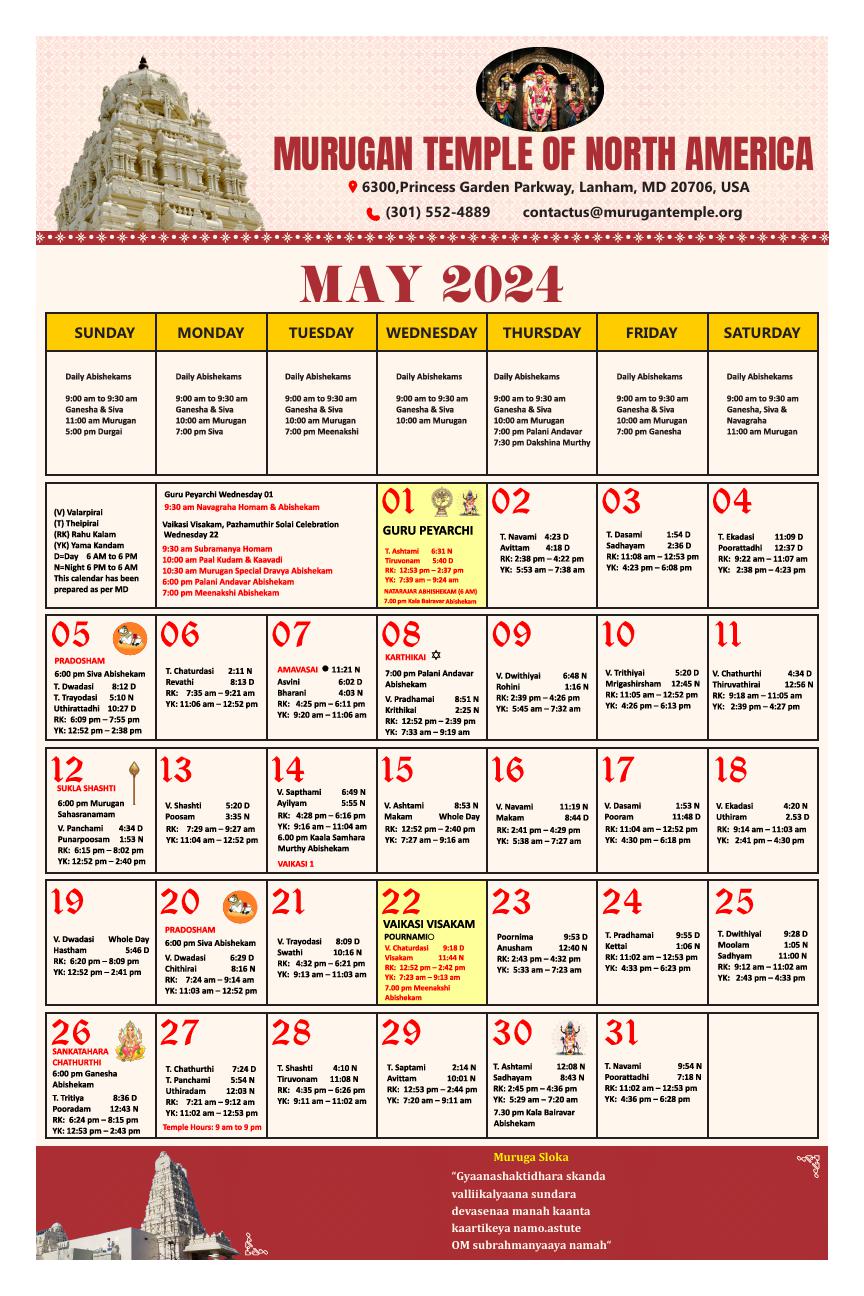 MURUGAN TEMPLE OF NORTH AMERICA
6300,Princess Garden Parkway, Lanham, MD 20706, USA
(301) 552-4889 contactus@murugantemple.org
MAY 2024
SUNDAY MONDAY TUESDAY WEDNESDAY THURSDAY FRIDAY SATURDAY
Daily Abishekams
9:00 am to 9:30 am
Ganesha & Siva
11:00 am Murugan
5:00 pm Durgai
Daily Abishekams
9:00 am to 9:30 am
Ganesha & Siva
10:00 am Murugan
7:00 pm Siva
Daily Abishekams
9:00 am to 9:30 am
Ganesha & Siva
10:00 am Murugan
7:00 pm Meenakshi
Daily Abishekams
9:00 am to 9:30 am
Ganesha & Siva
10:00 am Murugan
Daily Abishekams
9:00 am to 9:30 am
Ganesha & Siva
10:00 am Murugan
7:00 pm Palani Andavar
7:30 pm Dakshina Murthy
Daily Abishekams
9:00 am to 9:30 am
Ganesha & Siva
10:00 am Murugan
7:00 pm Ganesha
Daily Abishekams
9:00 am to 9:30 am
Ganesha, Siva, &
Navagraha
11:00 am Murugan
(V) Valarpirai
(T) Theipirai
(RK) Rahu Kalam
(YK) Yama Kandam
D=Day 6 AM to 6 PM
N=Night 6 PM to 6 AM
This calendar has been
prepared as per MD
Guru Peyarchi Wednesday 01
9:30 am Navagraha Homam & Abishekam
Vaikasi Visakam, Pazhamuthir Solai Celebration
Wednesday 22
9:30 am Subramanya Homam
10:00 am Paal Kudam & Kaavadi
10:30 am Murugan Special Dravya Abishekam
6:00 pm Palani Andavar Abishekam
7:00 pm Meenakshi Abishekam
01
GURU PEYARCHI
T. Ashtami 6:31 N
Tiruvonam 5:40 D
RK: 12:53 pm – 2:37 pm
YK: 7:39 am – 9:24 am
NATARAJAR ABHISHEKAM (6 AM)
7.00 pm Kala Bairavar Abishekam
02
T. Navami 4:23 D
Avittam 4:18 D
RK: 2:38 pm – 4:22 pm
YK: 5:53 am – 7:38 am
03
T. Dasami 1:54 D
Sadhayam 2:36 D
RK: 11:08 am – 12:53 pm
YK: 4:23 pm – 6:08 pm
04
T. Ekadasi 11:09 D
Poorattadhi 12:37 D
RK: 9:22 am – 11:07 am
YK: 2:38 pm – 4:23 pm
05
PRADOSHAM
6:00 pm Siva Abishekam
T. Dwadasi 8:12 D
T. Trayodasi 5:10 N
Uthirattadhi 10:27 D
RK: 6:09 pm – 7:55 pm
YK: 12:52 pm – 2:38 pm
06
T. Chaturdasi 2:11 N
Revathi 8:13 D
RK: 7:35 am – 9:21 am
YK: 11:06 am – 12:52 pm
07
AMAVASAI ● 11:21 N
Asvini 6:02 D
Bharani 4:03 N
RK: 4:25 pm – 6:11 pm
YK: 9:20 am – 11:06 am
08
KARTHIKAI ✡
7:00 pm Palani Andavar
Abishekam
V. Pradhamai 8:51 N
Krithikai 2:25 N
RK: 12:52 pm – 2:39 pm
YK: 7:33 am – 9:19 am
09
V. Dwithiyai 6:48 N
Rohini 1:16 N
RK: 2:39 pm – 4:26 pm
YK: 5:45 am – 7:32 am
10
V. Trithiyai 5:20 D
Mrigashirsham 12:45 N
RK: 11:05 am – 12:52 pm
YK: 4:26 pm – 6:13 pm
11
V. Chathurthi 4:34 D
Thiruvathirai 12:56 N
RK: 9:18 am – 11:05 am
YK: 2:39 pm – 4:27 pm
12
SUKLA SHASHTI
6:00 pm Murugan
Sahasranamam
V. Panchami 4:34 D
Punarpoosam 1:53 N
RK: 6:15 pm – 8:02 pm
YK: 12:52 pm – 2:40 pm
13
V. Shashti 5:20 D
Poosam 3:35 N
RK: 7:29 am – 9:27 am
YK: 11:04 am – 12:52 pm
14
V. Sapthami 6:49 N
Ayilyam 5:55 N
RK: 4:28 pm – 6:16 pm
YK: 9:16 am – 11:04 am
6.00 pm Kaala Samhara
Murthy Abishekam
VAIKASI 1
15
V. Ashtami 8:53 N
Makam Whole Day
RK: 12:52 pm – 2:40 pm
YK: 7:27 am – 9:16 am
16
V. Navami 11:19 N
Makam 8:44 D
RK: 2:41 pm – 4:29 pm
YK: 5:38 am – 7:27 am
17
V. Dasami 1:53 N
Pooram 11:48 D
RK: 11:04 am – 12:52 pm
YK: 4:30 pm – 6:18 pm
18
V. Ekadasi 4:20 N
Uthiram 2.53 D
RK: 9:14 am – 11:03 am
YK: 2:41 pm – 4:30 pm
19
V. Dwadasi Whole Day
Hastham 5:46 D
RK: 6:20 pm – 8:09 pm
YK: 12:52 pm – 2:41 pm
20
PRADOSHAM
6:00 pm Siva Abishekam
V. Dwadasi 6:29 D
Chithirai 8:16 N
RK: 7:24 am – 9:14 am
YK: 11:03 am – 12:52 pm
21
V. Trayodasi 8:09 D
Swathi 10:16 N
RK: 4:32 pm – 6:21 pm
YK: 9:13 am – 11:03 am
22
VAIKASI VISAKAM
POURNAMI○
V. Chaturdasi 9:18 D
Visakam 11:44 N
RK: 12:52 pm – 2:42 pm
YK: 7:23 am – 9:13 am
7.00 pm Meenakshi
Abishekam
23
Poornima 9:53 D
Anusham 12:40 N
RK: 2:43 pm – 4:32 pm
YK: 5:33 am – 7:23 am
24
T. Pradhamai 9:55 D
Kettai 1:06 N
RK: 11:02 am – 12:53 pm
YK: 4:33 pm – 6:23 pm
25
T. Dwithiyai 9:28 D
Moolam 1:05 N
Sadhyam 11:00 N
RK: 9:12 am – 11:02 am
YK: 2:43 pm – 4:33 pm
26
SANKATAHARA
CHATHURTHI
6:00 pm Ganesha
Abishekam
T. Tritiya 8:36 D
Pooradam 12:43 N
RK: 6:24 pm – 8:15 pm
YK: 12:53 pm – 2:43 pm
27
T. Chathurthi 7:24 D
T. Panchami 5:54 N
Uthiradam 12:03 N
RK: 7:21 am – 9:12 am
YK: 11:02 am – 12:53 pm
Temple Hours: 9 am to 9 pm
28
T. Shashti 4:10 N
Tiruvonam 11:08 N
RK: 4:35 pm – 6:26 pm
YK: 9:11 am – 11:02 am
29
T. Saptami 2:14 N
Avittam 10:01 N
RK: 12:53 pm – 2:44 pm
YK: 7:20 am – 9:11 am
30
T. Ashtami 12:08 N
Sadhayam 8:43 N
RK: 2:45 pm – 4:36 pm
YK: 5:29 am – 7:20 am
7.30 pm Kala Bairavar
Abishekam
31
T. Navami 9:54 N
Poorattadhi 7:18 N
RK: 11:02 am – 12:53 pm
YK: 4:36 pm – 6:28 pm
Muruga Sloka
“Gyaanashaktidhara skanda
valliikalyaana sundara
devasenaa manah kaanta
kaartikeya namo.astute
OM subrahmanyaaya namah“